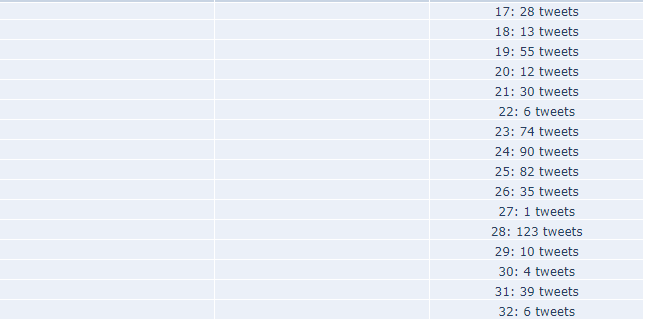 17: 28 tweets
18: 13 tweets
19: 55 tweets
20: 12 tweets
21: 30 tweets
22: 6 tweets
23: 74 tweets
24: 90 tweets
25: 82 tweets
26: 35 tweets
27: 1 tweets
28: 123 tweets
29: 10 tweets
30: 4 tweets
31: 39 tweets
32: 6 tweets